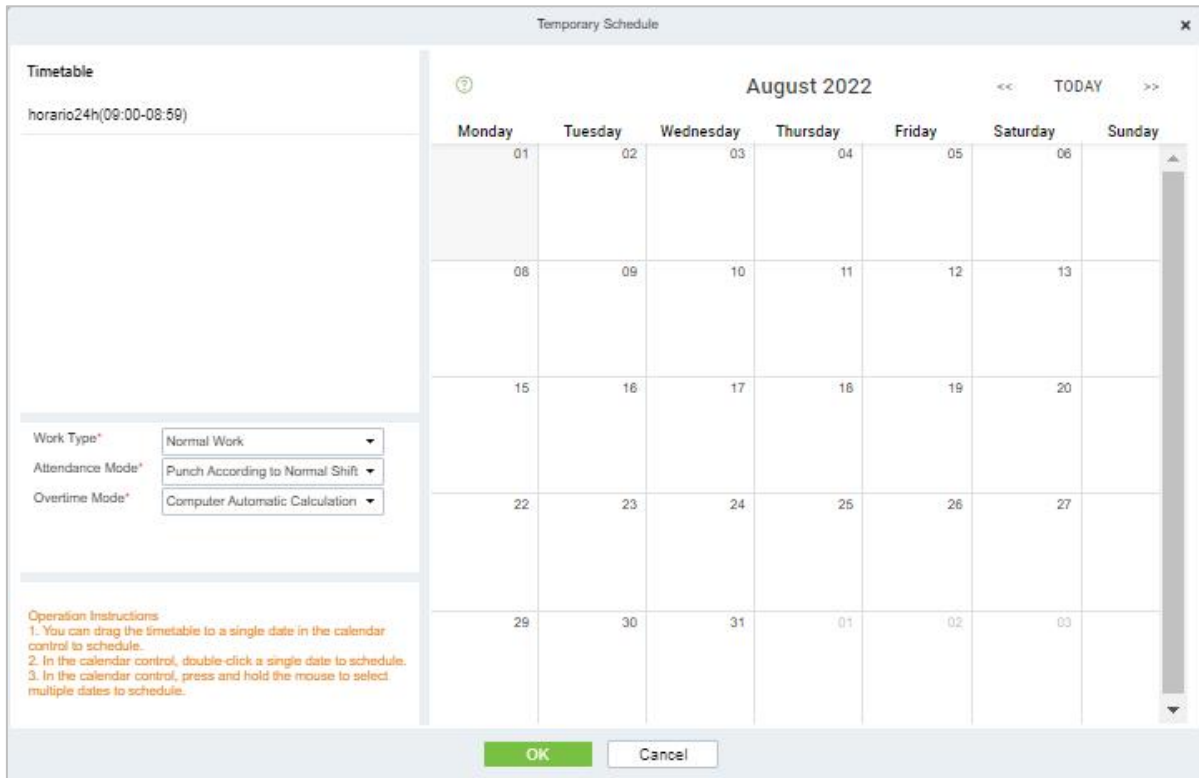 Temporary Schedule
Timetable
horario24h(09:00-08:59)
Work Type* Normal Work
Attendance Mode* Punch According to Normal Shift
Overtime Mode* Computer Automatic Calculation
Operation Instructions
1. You can drag the timetable to a single date in the calendar
control to schedule.
2. In the calendar control, double-click a single date to schedule.
3. In the calendar control, press and hold the mouse to select
multiple dates to schedule.
? August 2022 << TODAY >>
Monday Tuesday Wednesday Thursday Friday Saturday Sunday
01 02 03 04 05 06
08 09 10 11 12 13
15 16 17 18 19 20
22 23 24 25 26 27
29 30 31 01 02 03
OK Cancel